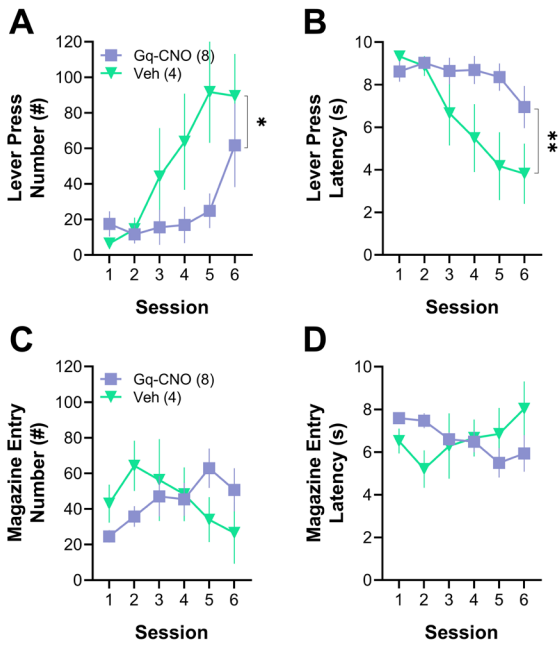 A
Lever Press
Number (#)
120
100
80
60
40
20
0
Gq-CNO (8)
Veh (4)
*
1 2 3 4 5 6
Session
B
Lever Press
Latency (s)
10
8
6
4
2
0
**
1 2 3 4 5 6
Session
C
Magazine Entry
Number (#)
120
100
80
60
40
20
0
Gq-CNO (8)
Veh (4)
1 2 3 4 5 6
Session
D
Magazine Entry
Latency (s)
10
8
6
4
2
0
1 2 3 4 5 6
Session